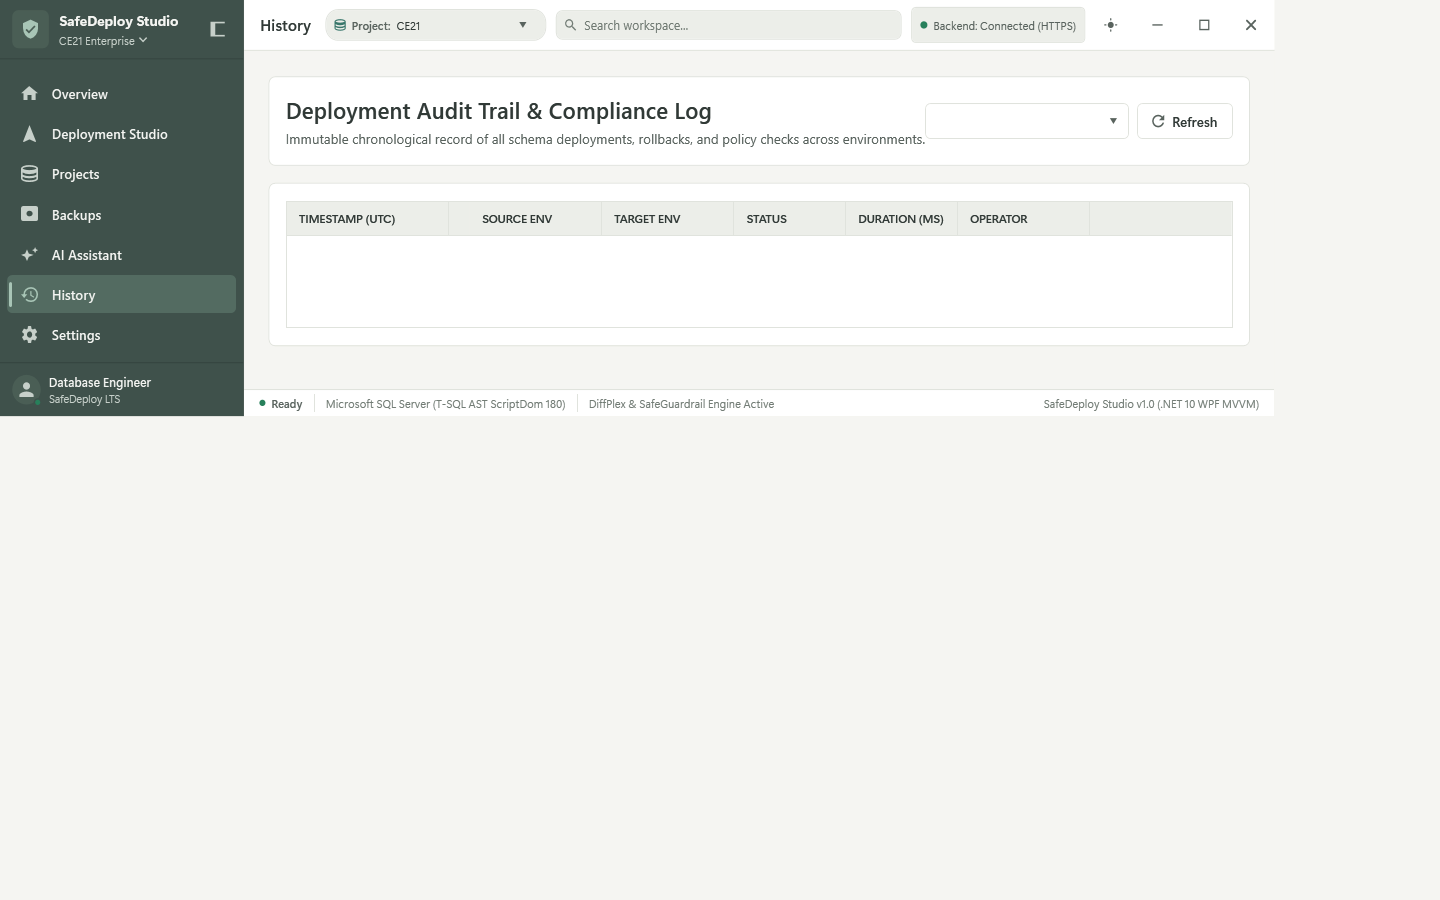 SafeDeploy Studio
CE21 Enterprise
Overview
Deployment Studio
Projects
Backups
AI Assistant
History
Settings
Database Engineer
SafeDeploy LTS
History
Project: CE21
Search workspace...
Backend: Connected (HTTPS)
Deployment Audit Trail & Compliance Log
Immutable chronological record of all schema deployments, rollbacks, and policy checks across environments.
Refresh
TIMESTAMP (UTC) SOURCE ENV TARGET ENV STATUS DURATION (MS) OPERATOR
Ready
Microsoft SQL Server (T-SQL AST ScriptDom 180)
DiffPlex & SafeGuardrail Engine Active
SafeDeploy Studio v1.0 (.NET 10 WPF MVVM)